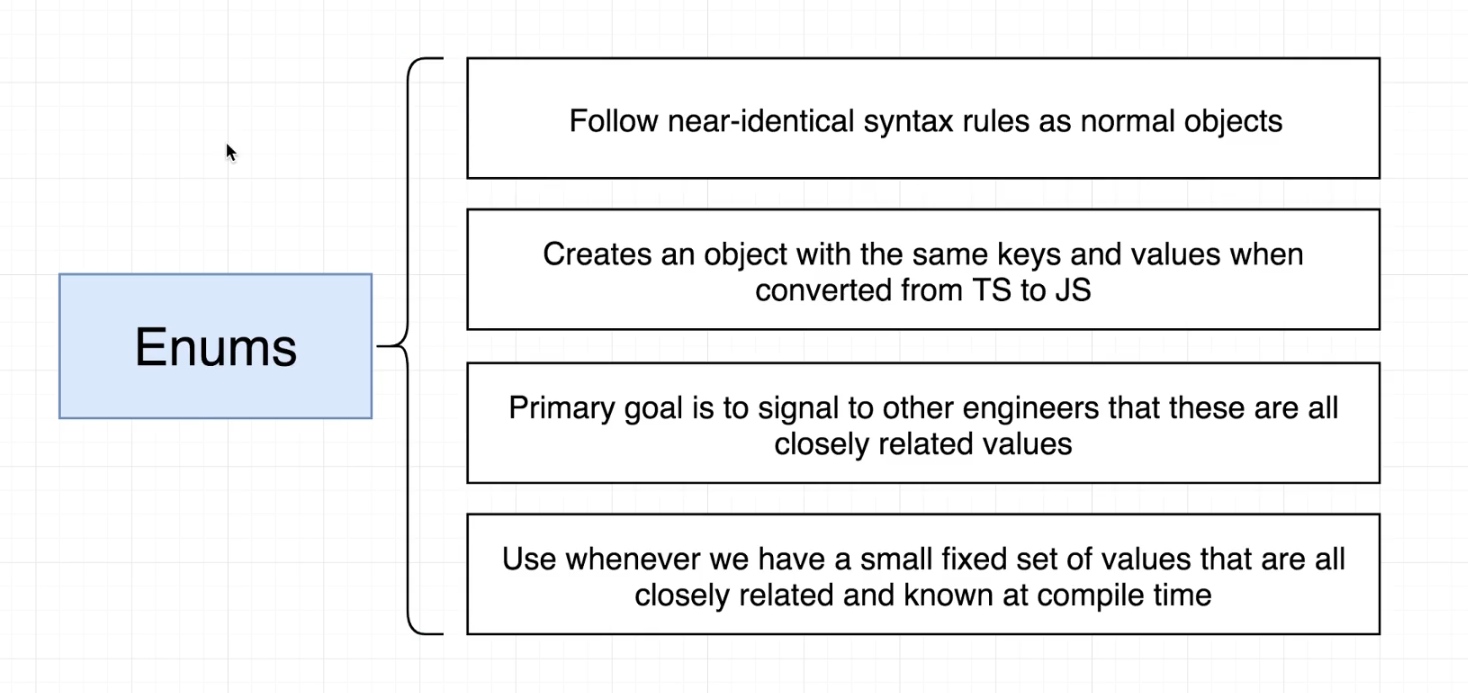 Enums
Follow near-identical syntax rules as normal objects
Creates an object with the same keys and values when
converted from TS to JS
Primary goal is to signal to other engineers that these are all
closely related values
Use whenever we have a small fixed set of values that are all
closely related and known at compile time